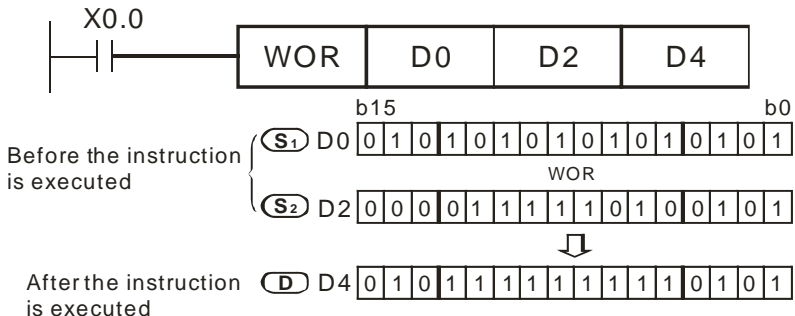 X0.0
WOR D0 D2 D4
b15 b0
S1 D0 0 1 0 1 0 1 0 1 0 1 0 1 0 1 0 1
Before the instruction
is executed
WOR
S2 D2 0 0 0 0 1 1 1 1 1 0 1 0 0 1 0 1
After the instruction
is executed
D D4 0 1 0 1 1 1 1 1 1 1 1 1 0 1 0 1